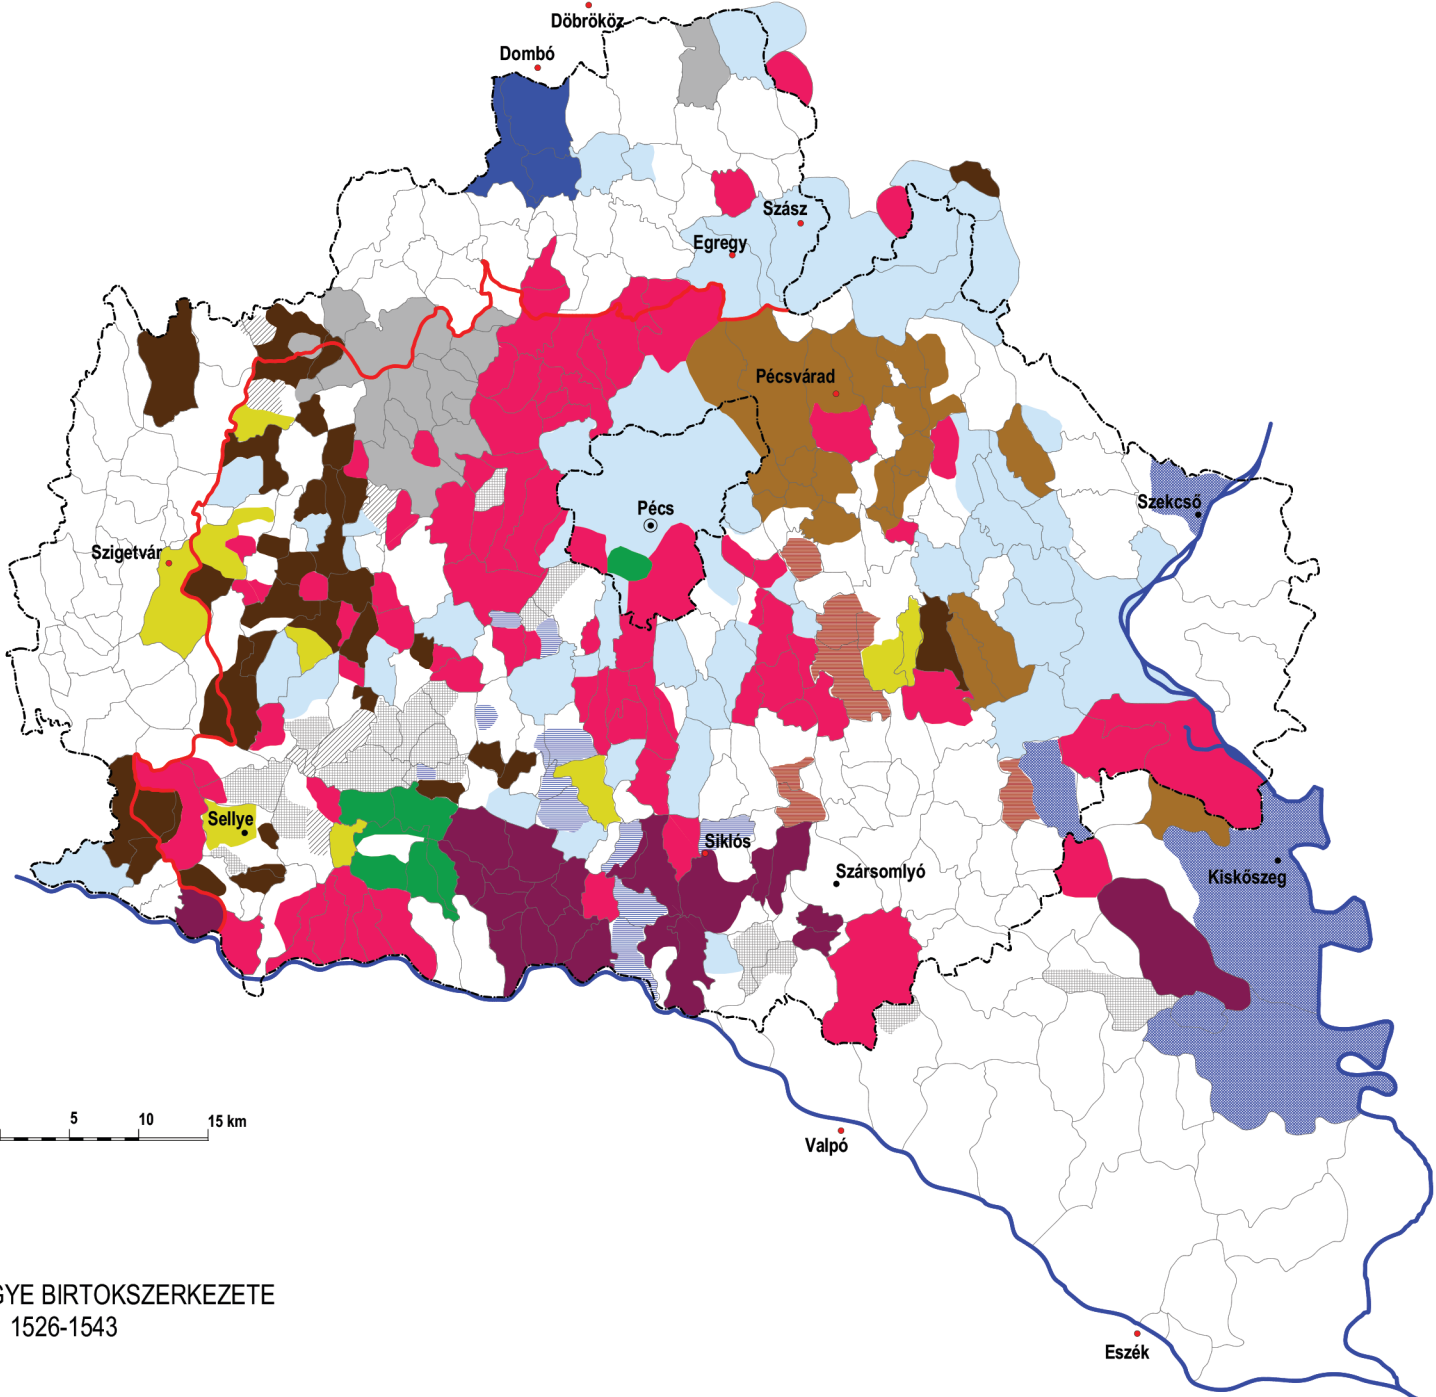 Döbrököz
Dombó
Szász
Egregy
Pécsvárad
Szekcső
Pécs
Szigetvár
Sellye
Siklós
Szársomlyó
Kiskőszeg
5 10 15 km
Valpó
GYE BIRTOKSZERKEZETE
1526-1543
Eszék